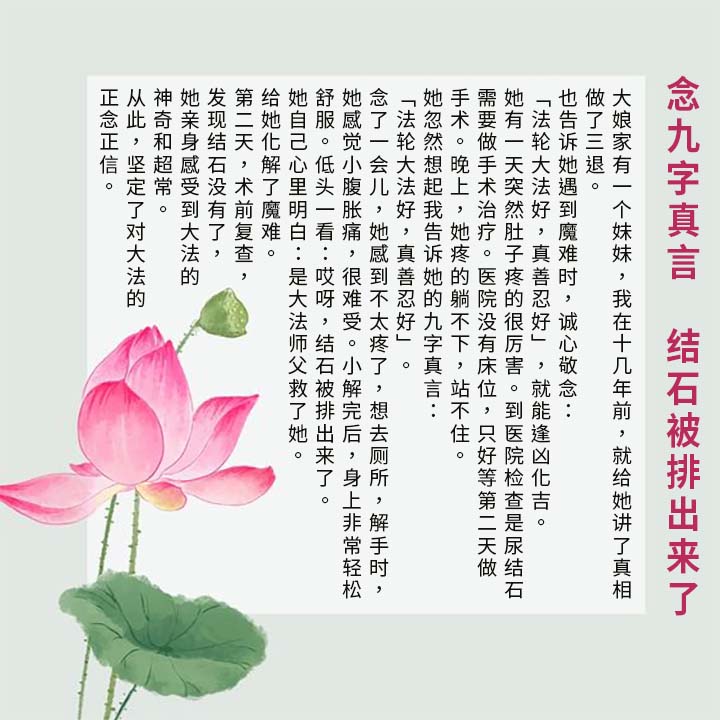 念九字真言 结石被排出来了
大娘家有一个妹妹，我在十几年前，就给她讲了真相
做了三退。
也告诉她遇到魔难时，诚心敬念：
「法轮大法好，真善忍好」，就能逢凶化吉。
她有一天突然肚子疼的很厉害。到医院检查是尿结石
需要做手术治疗。医院没有床位，只好等第二天做
手术。晚上，她疼的躺不下，站不住。
她忽然想起我告诉她的九字真言：
「法轮大法好，真善忍好」。
念了一会儿，她感到不太疼了，想去厕所，解手时，
她感觉小腹胀痛，很难受。小解完后，身上非常轻松
舒服。低头一看：哎呀，结石被排出来了。
她自己心里明白：是大法师父救了她。
给她化解了魔难。
第二天，术前复查，
发现结石没有了，
她亲身感受到大法的
神奇和超常。
从此，坚定了对大法的
正念正信。